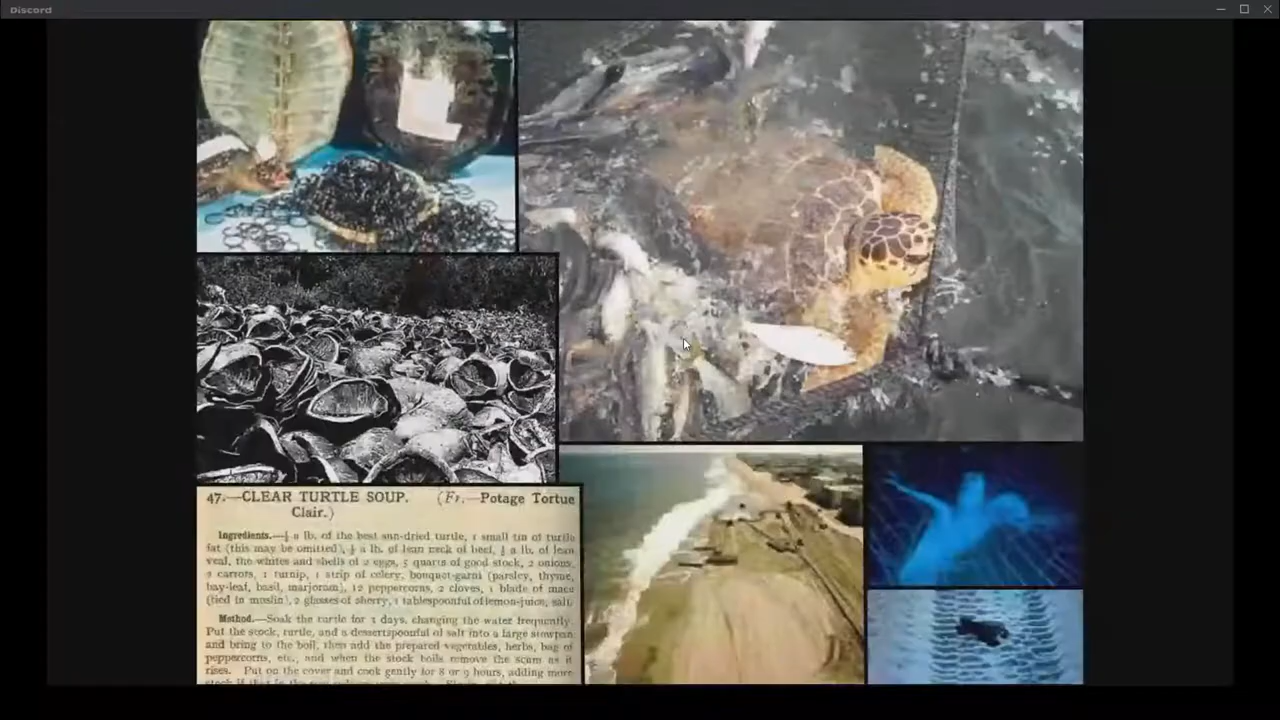 Discord
47.—CLEAR TURTLE SOUP. (Fr.—Potage Tortue
Clair.)
Ingredients.—½ a lb. of the best sun-dried turtle, 1 small tin of turtle
fat (this may be omitted), ½ a lb. of lean neck of beef, ½ a lb. of lean
veal, the whites and shells of 2 eggs, 5 quarts of good stock, 2 onions,
2 carrots, 1 turnip, 1 strip of celery, bouquet-garni (parsley, thyme,
bay-leaf, basil, marjoram), 12 peppercorns, 2 cloves, 1 blade of mace
(tied in muslin), 2 glasses of sherry, 1 tablespoonful of lemon-juice, salt.
Method.—Soak the turtle for 3 days, changing the water frequently.
Put the stock, turtle, and a dessertspoonful of salt into a large stewpan
and bring to the boil, then add the prepared vegetables, herbs, bag of
peppercorns, etc., and when the stock boils remove the scum as it
rises. Put on the cover and cook gently for 8 or 9 hours, adding more
stock if that in the